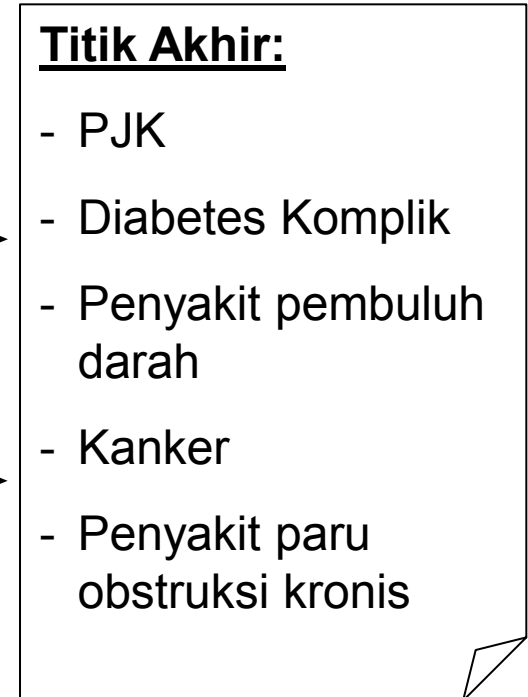 Titik Akhir:
- PJK
- Diabetes Komplik
- Penyakit pembuluh
darah
- Kanker
- Penyakit paru
obstruksi kronis